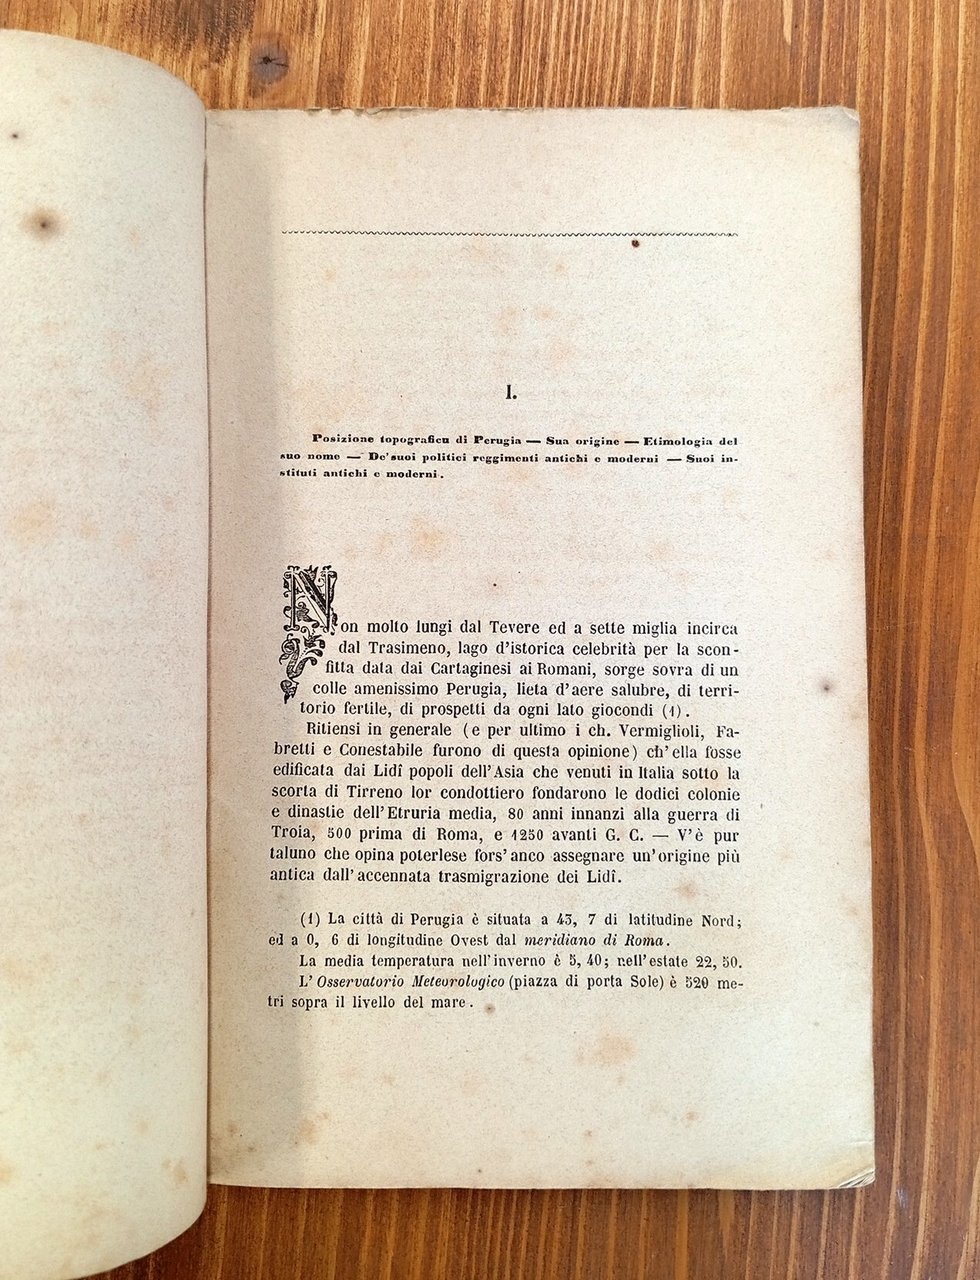 I.
Posizione topografica di Perugia — Sua origine — Etimologia del
suo nome — De' suoi politici reggimenti antichi e moderni — Suoi in-
stituti antichi e moderni.
Non molto lungi dal Tevere ed a sette miglia incirca
dal Trasimeno, lago d'istorica celebrità per la scon-
fitta data dai Cartaginesi ai Romani, sorge sovra di un
colle amenissimo Perugia, lieta d'aere salubre, di terri-
torio fertile, di prospetti da ogni lato giocondi (1).
Ritiensi in generale (e per ultimo i ch. Vermiglioli, Fa-
bretti e Conestabile furono di questa opinione) ch'ella fosse
edificata dai Lidî popoli dell'Asia che venuti in Italia sotto la
scorta di Tirreno lor condottiero fondarono le dodici colonie
e dinastie dell'Etruria media, 80 anni innanzi alla guerra di
Troia, 500 prima di Roma, e 1250 avanti G. C. — V'è pur
taluno che opina poterlese fors'anco assegnare un'origine più
antica dall'accennata trasmigrazione dei Lidî.
(1) La città di Perugia è situata a 43, 7 di latitudine Nord;
ed a 0, 6 di longitudine Ovest dal meridiano di Roma.
La media temperatura nell'inverno è 5, 40; nell'estate 22, 50.
L'Osservatorio Meteorologico (piazza di porta Sole) è 520 me-
tri sopra il livello del mare.